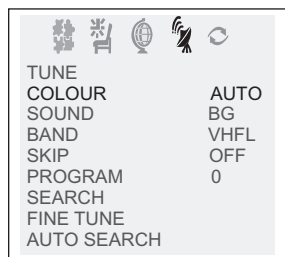 TUNE
COLOUR AUTO
SOUND BG
BAND VHFL
SKIP OFF
PROGRAM 0
SEARCH
FINE TUNE
AUTO SEARCH